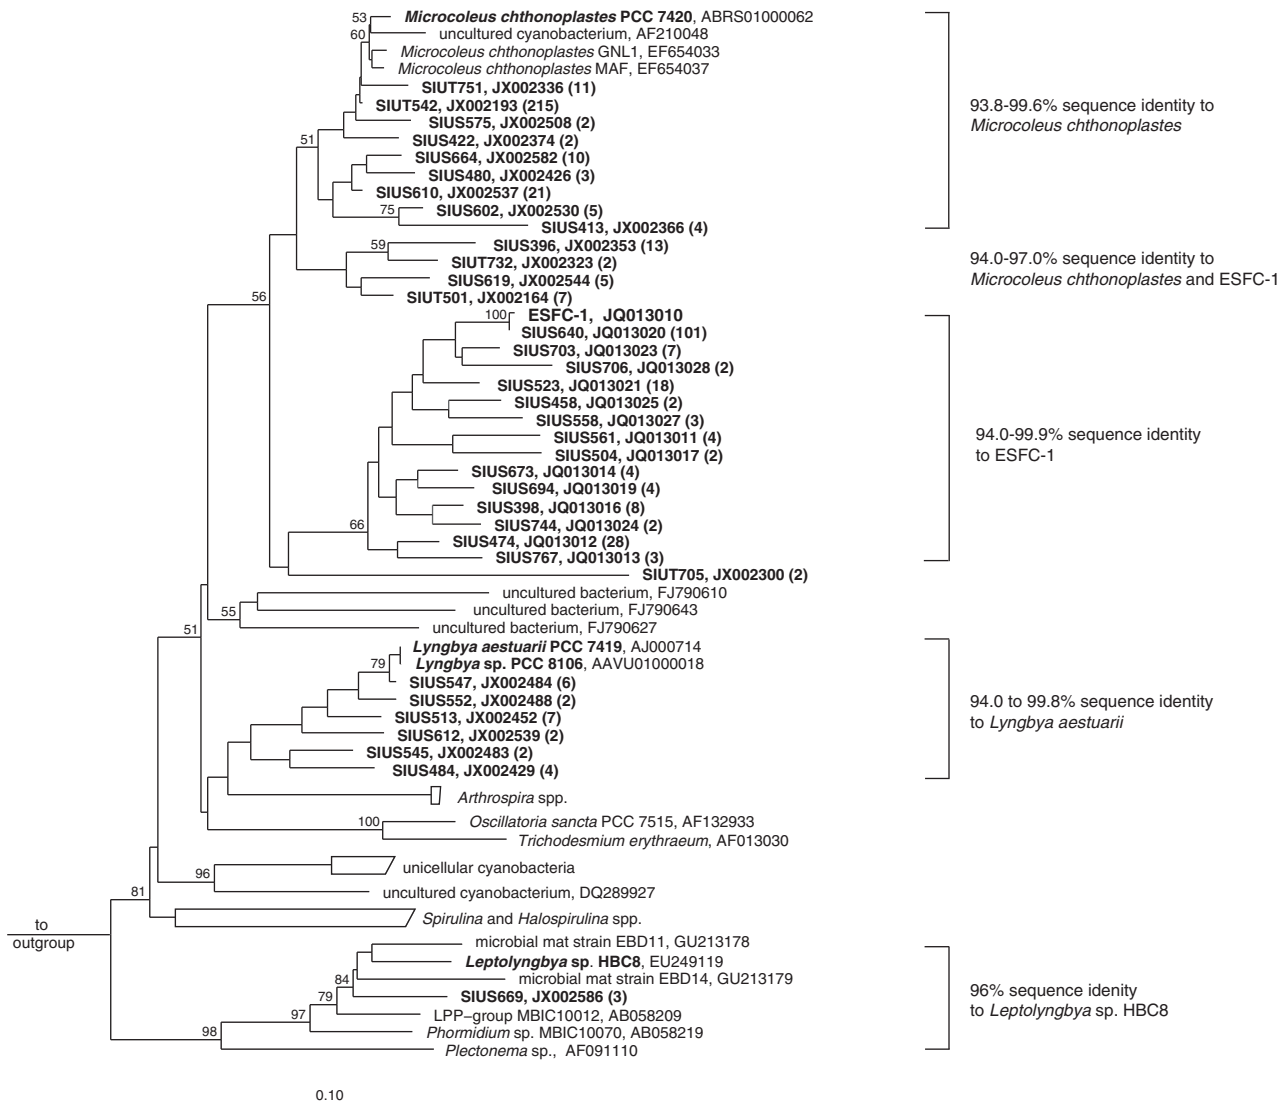 53
Microcoleus chthonoplastes PCC 7420, ABRS01000062
60
uncultured cyanobacterium, AF210048
Microcoleus chthonoplastes GNL1, EF654033
Microcoleus chthonoplastes MAF, EF654037
SIUT751, JX002336 (11)
SIUT542, JX002193 (215)
93.8-99.6% sequence identity to
Microcoleus chthonoplastes
SIUS575, JX002508 (2)
51
SIUS422, JX002374 (2)
SIUS664, JX002582 (10)
SIUS480, JX002426 (3)
SIUS610, JX002537 (21)
75
SIUS602, JX002530 (5)
SIUS413, JX002366 (4)
59
SIUS396, JX002353 (13)
SIUT732, JX002323 (2)
94.0-97.0% sequence identity to
Microcoleus chthonoplastes and ESFC-1
SIUS619, JX002544 (5)
56
SIUT501, JX002164 (7)
100
ESFC-1, JQ013010
SIUS640, JQ013020 (101)
SIUS703, JQ013023 (7)
SIUS706, JQ013028 (2)
SIUS523, JQ013021 (18)
SIUS458, JQ013025 (2)
SIUS558, JQ013027 (3)
SIUS561, JQ013011 (4)
94.0-99.9% sequence identity
to ESFC-1
SIUS504, JQ013017 (2)
SIUS673, JQ013014 (4)
SIUS694, JQ013019 (4)
SIUS398, JQ013016 (8)
66
SIUS744, JQ013024 (2)
SIUS474, JQ013012 (28)
SIUS767, JQ013013 (3)
SIUT705, JX002300 (2)
uncultured bacterium, FJ790610
55
uncultured bacterium, FJ790643
51
uncultured bacterium, FJ790627
Lyngbya aestuarii PCC 7419, AJ000714
79
Lyngbya sp. PCC 8106, AAVU01000018
SIUS547, JX002484 (6)
SIUS552, JX002488 (2)
94.0 to 99.8% sequence identity
to Lyngbya aestuarii
SIUS513, JX002452 (7)
SIUS612, JX002539 (2)
SIUS545, JX002483 (2)
SIUS484, JX002429 (4)
Arthrospira spp.
100
Oscillatoria sancta PCC 7515, AF132933
Trichodesmium erythraeum, AF013030
unicellular cyanobacteria
96
81
uncultured cyanobacterium, DQ289927
Spirulina and Halospirulina spp.
to
outgroup
microbial mat strain EBD11, GU213178
Leptolyngbya sp. HBC8, EU249119
84
microbial mat strain EBD14, GU213179
79
SIUS669, JX002586 (3)
96% sequence idenity
to Leptolyngbya sp. HBC8
97
LPP–group MBIC10012, AB058209
98
Phormidium sp. MBIC10070, AB058219
Plectonema sp., AF091110
0.10